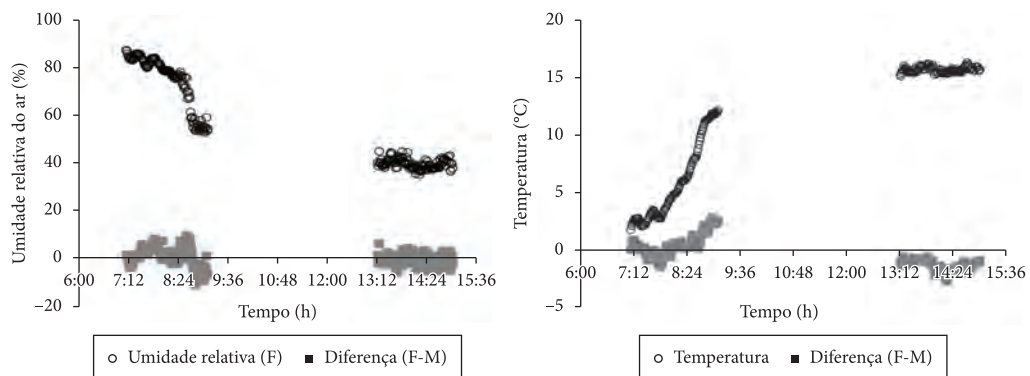 100
80
60
40
20
0
–20
Umidade relativa do ar (%)
6:00 7:12 8:24 9:36 10:48 12:00 13:12 14:24 15:36
Tempo (h)
Umidade relativa (F) Diferença (F-M)
20
15
10
5
0
–5
Temperatura (°C)
6:00 7:12 8:24 9:36 10:48 12:00 13:12 14:24 15:36
Tempo (h)
Temperatura Diferença (F-M)